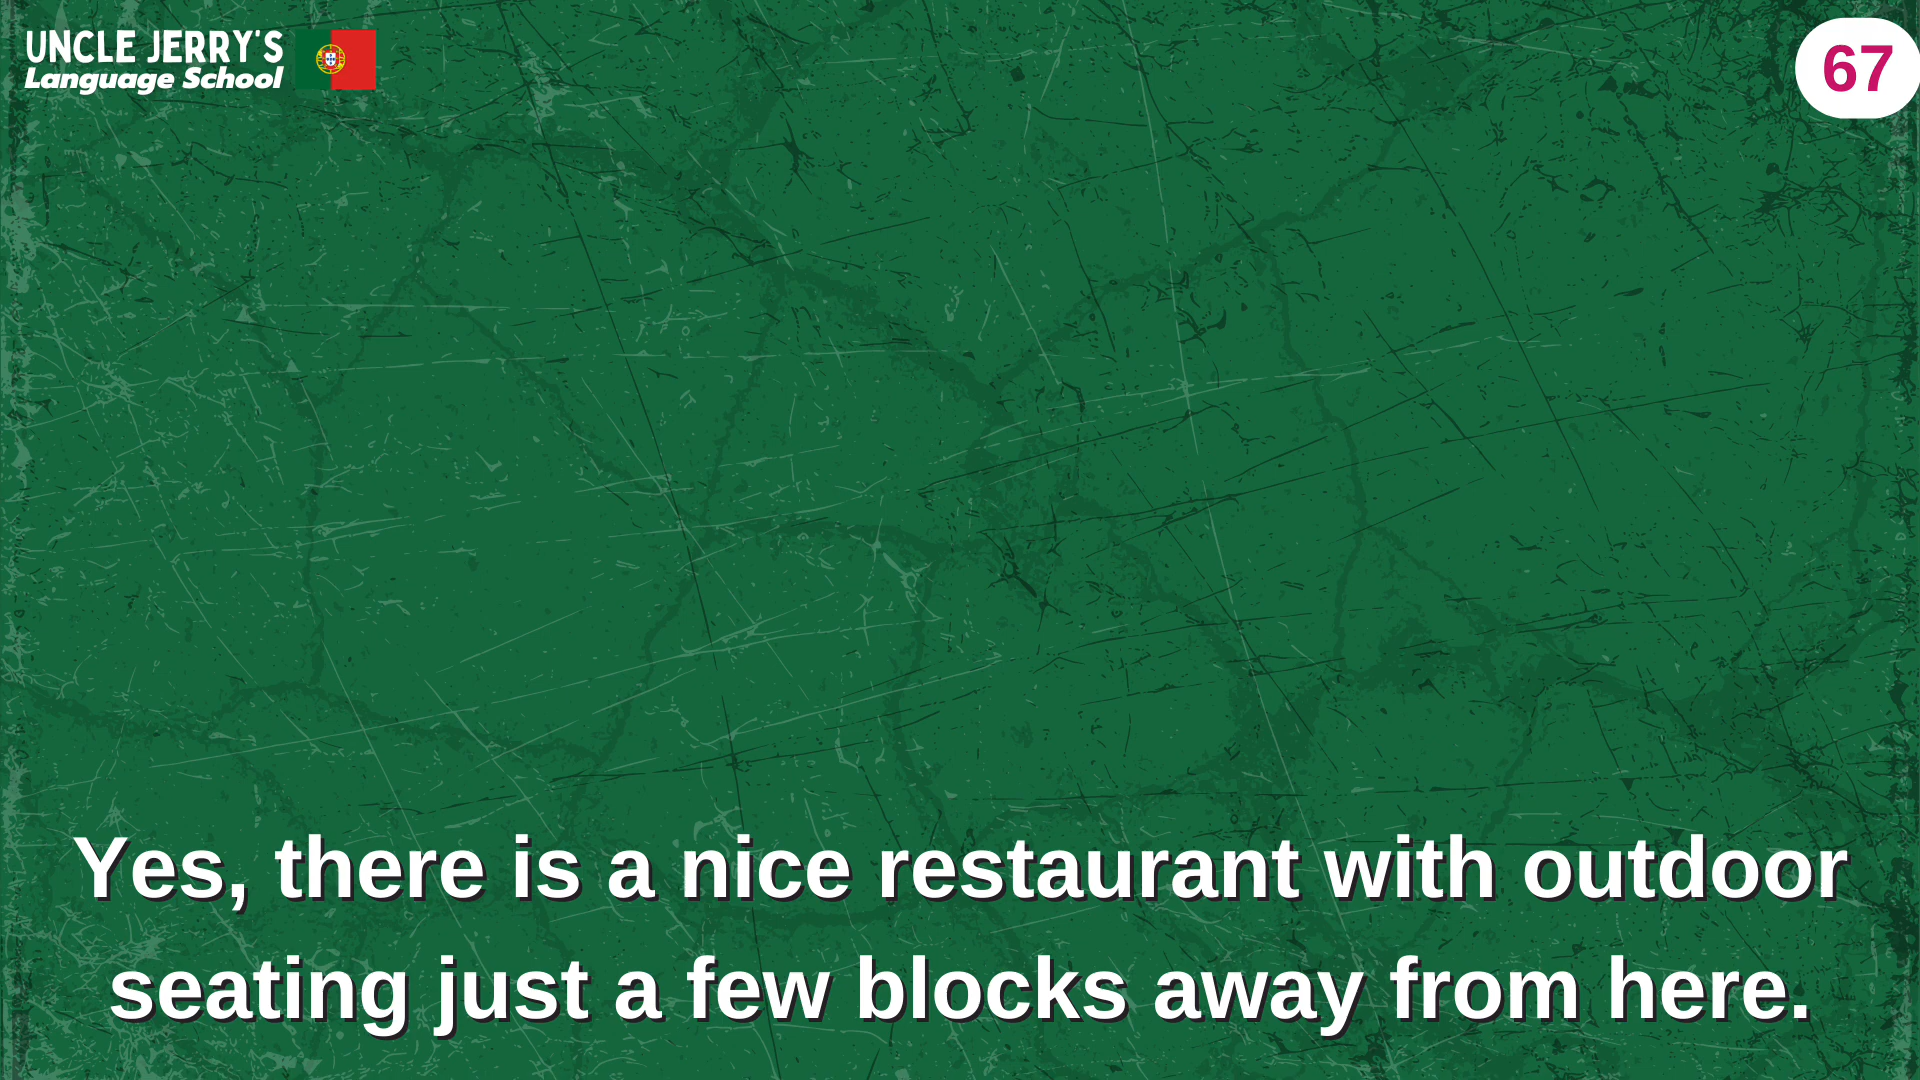 UNCLE JERRY'S
Language School
67
Yes, there is a nice restaurant with outdoor
seating just a few blocks away from here.